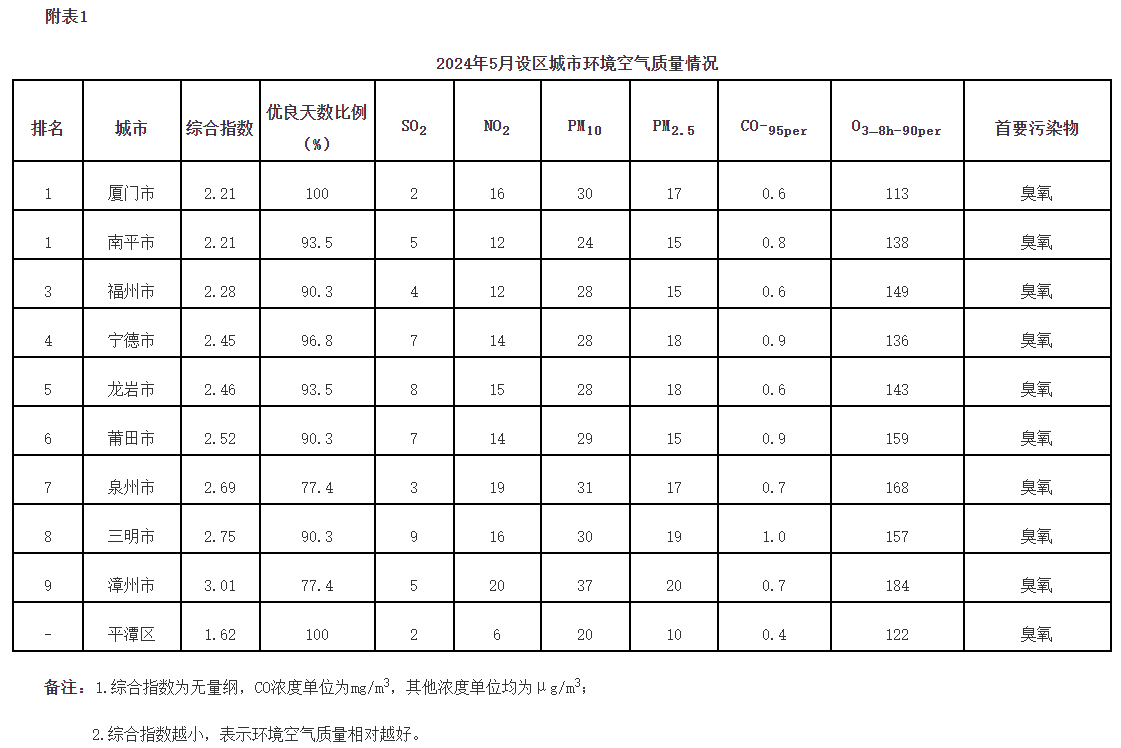 附表1
2024年5月设区城市环境空气质量情况
排名 城市 综合指数 优良天数比例(%) SO2 NO2 PM10 PM2.5 CO-95per O3—8h-90per 首要污染物
1 厦门市 2.21 100 2 16 30 17 0.6 113 臭氧
1 南平市 2.21 93.5 5 12 24 15 0.8 138 臭氧
3 福州市 2.28 90.3 4 12 28 15 0.6 149 臭氧
4 宁德市 2.45 96.8 7 14 28 18 0.9 136 臭氧
5 龙岩市 2.46 93.5 8 15 28 18 0.6 143 臭氧
6 莆田市 2.52 90.3 7 14 29 15 0.9 159 臭氧
7 泉州市 2.69 77.4 3 19 31 17 0.7 168 臭氧
8 三明市 2.75 90.3 9 16 30 19 1.0 157 臭氧
9 漳州市 3.01 77.4 5 20 37 20 0.7 184 臭氧
- 平潭区 1.62 100 2 6 20 10 0.4 122 臭氧
备注：1.综合指数为无量纲，CO浓度单位为mg/m3，其他浓度单位均为μg/m3；
2.综合指数越小，表示环境空气质量相对越好。